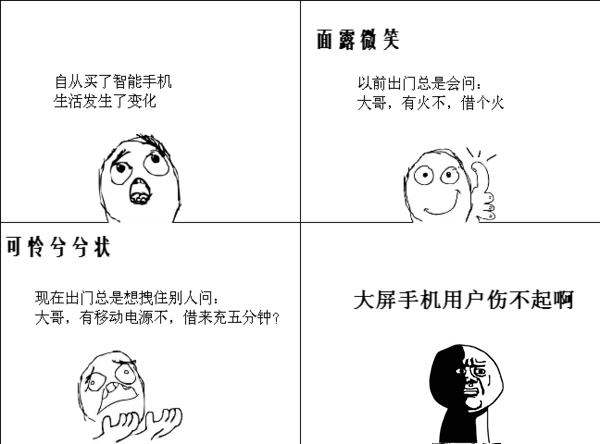 自从买了智能手机
生活发生了变化
面露微笑
以前出门总是会问:
大哥，有火不，借个火
可怜兮兮状
现在出门总是想拽住别人问:
大哥，有移动电源不，借来充五分钟?
大屏手机用户伤不起啊